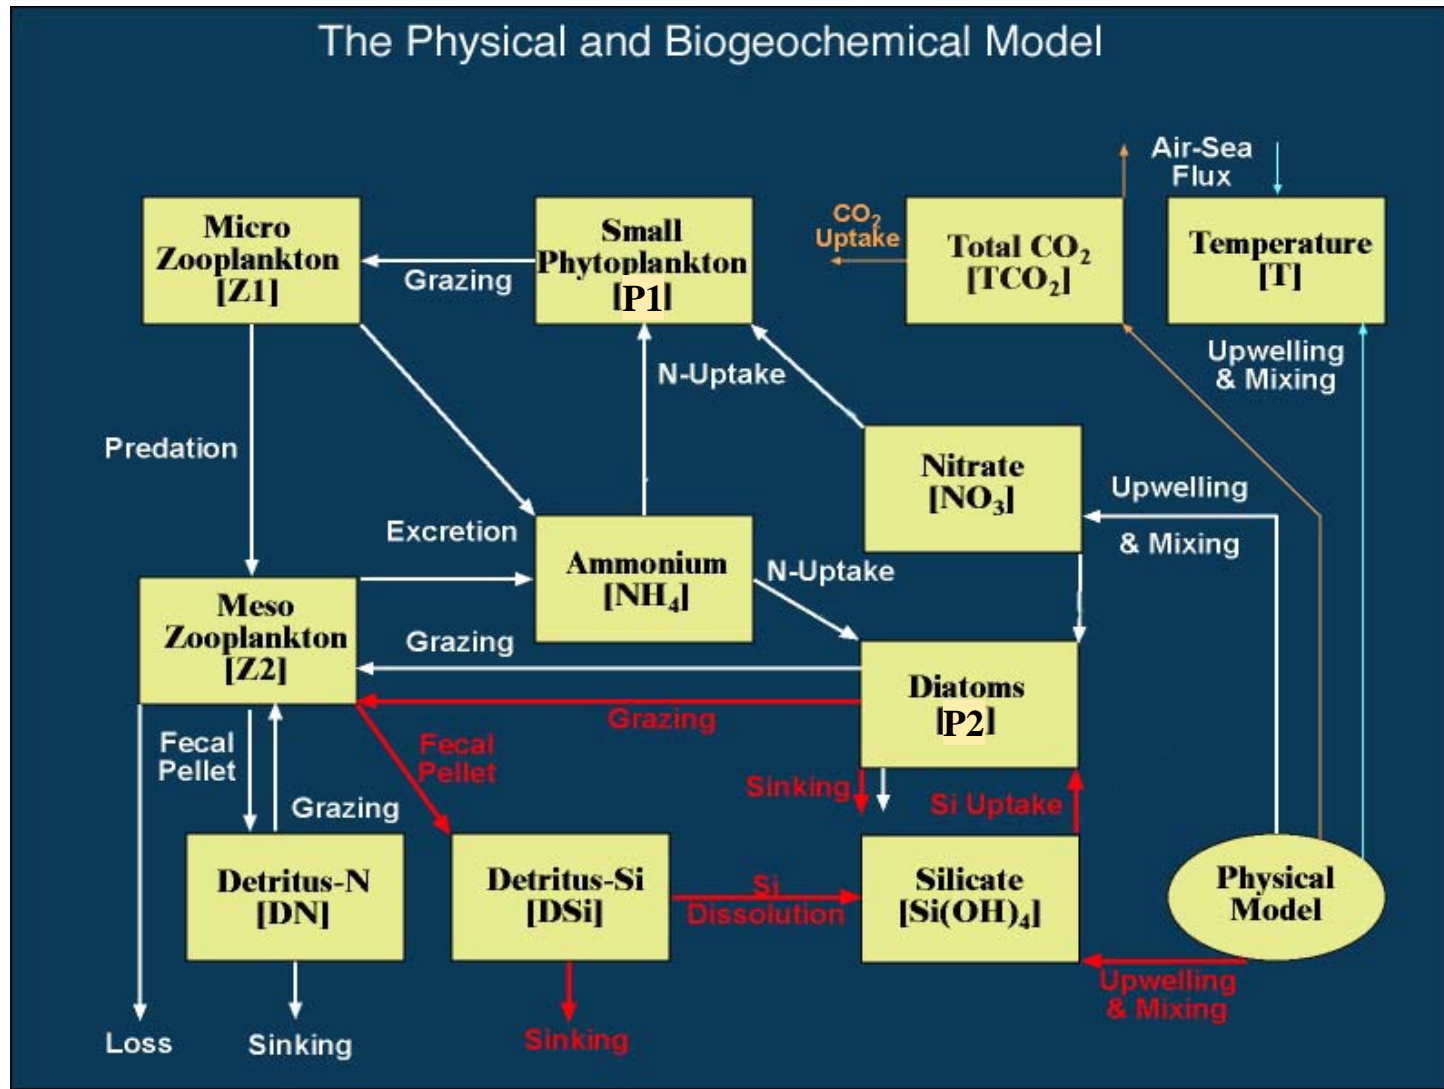 The Physical and Biogeochemical Model
Air-Sea
Flux
Micro
Zooplankton
[Z1]
Grazing
Small
Phytoplankton
[P1]
CO₂
Uptake
Total CO₂
[TCO₂]
Temperature
[T]
N-Uptake
Upwelling
& Mixing
Predation
Nitrate
[NO₃]
Upwelling
& Mixing
Excretion
Ammonium
[NH₄]
N-Uptake
Meso
Zooplankton
[Z2]
Grazing
Grazing
Diatoms
[P2]
Fecal
Pellet
Fecal
Pellet
Sinking
Si Uptake
Grazing
Detritus-N
[DN]
Detritus-Si
[DSi]
Si
Dissolution
Silicate
[Si(OH)₄]
Physical
Model
Upwelling
& Mixing
Loss
Sinking
Sinking